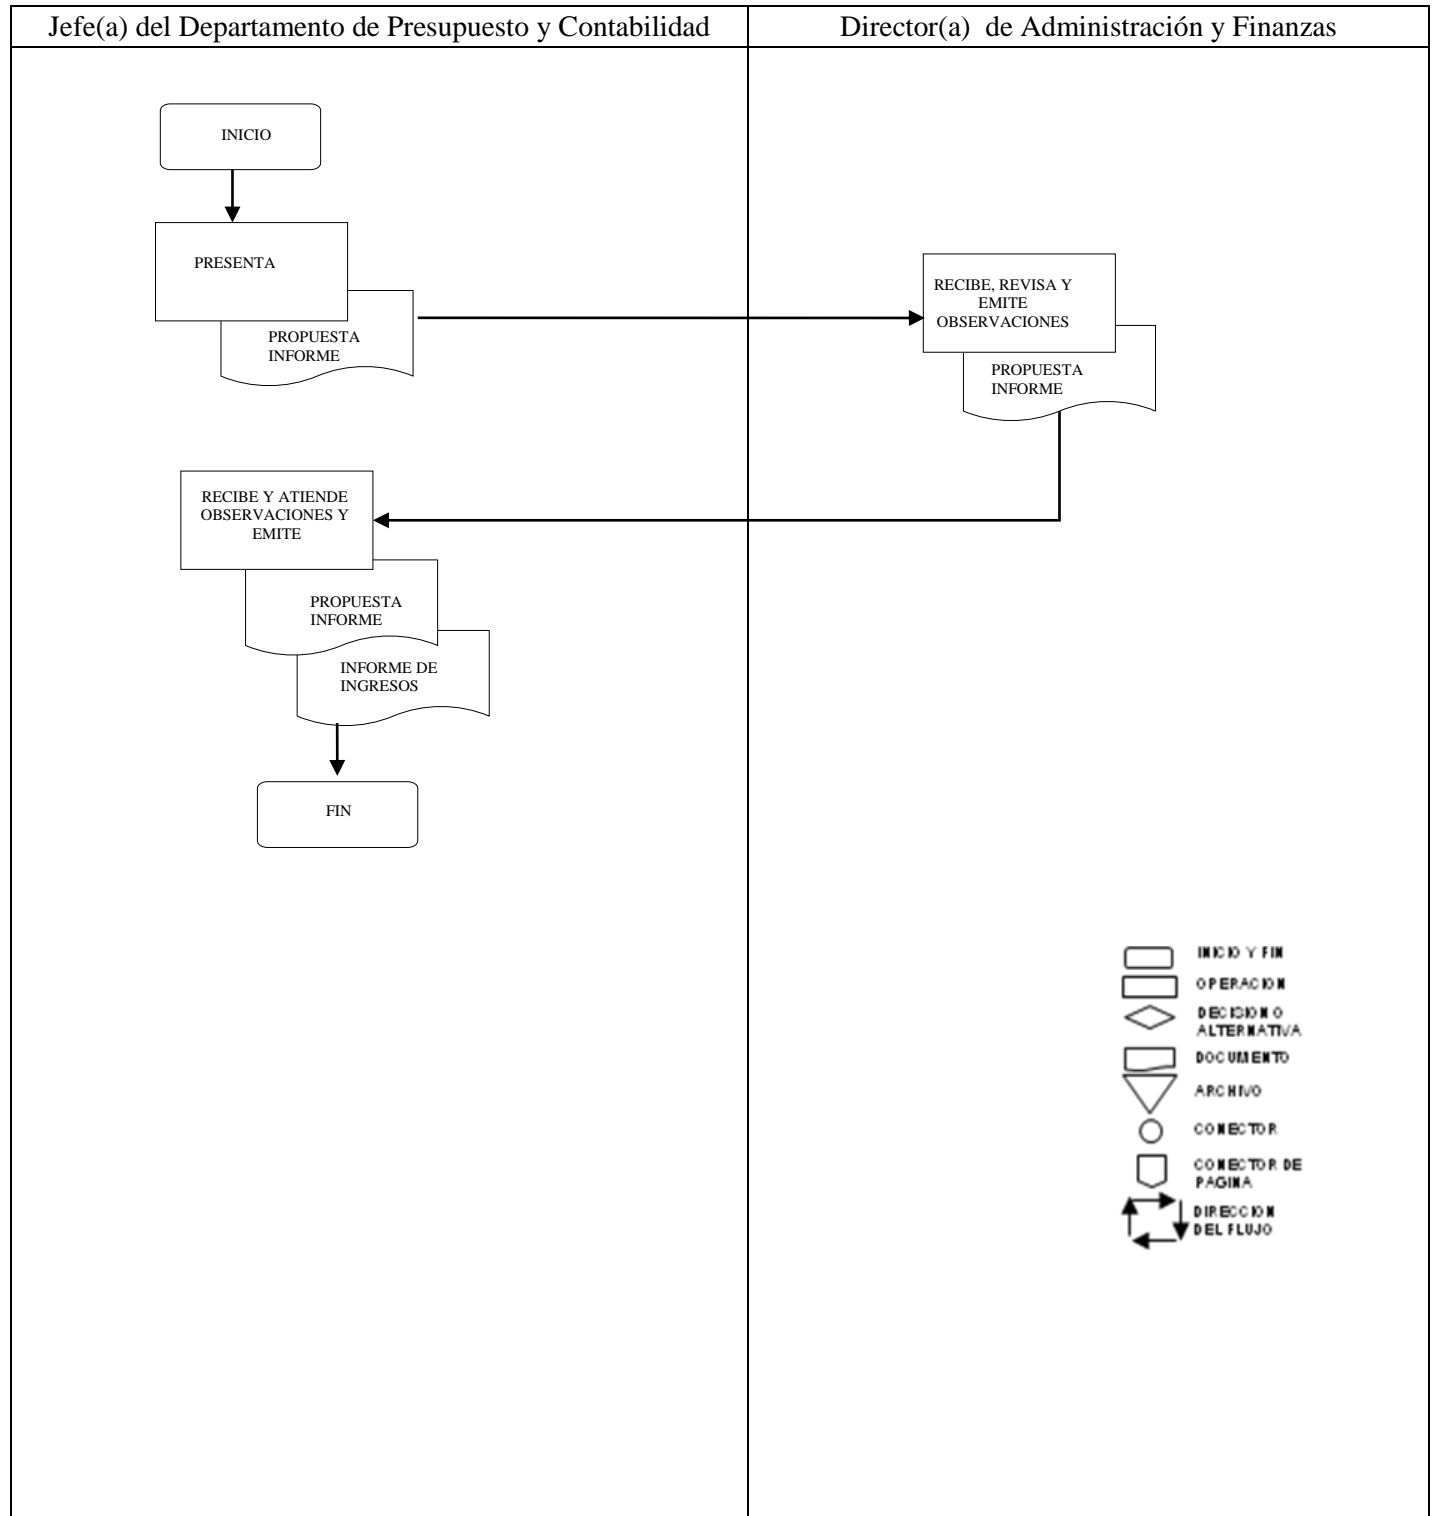 Jefe(a) del Departamento de Presupuesto y Contabilidad
Director(a) de Administración y Finanzas
INICIO
PRESENTA
PROPUESTA
INFORME
RECIBE, REVISA Y
EMITE
OBSERVACIONES
PROPUESTA
INFORME
RECIBE Y ATIENDE
OBSERVACIONES Y
EMITE
PROPUESTA
INFORME
INFORME DE
INGRESOS
FIN
INICIO Y FIN
OPERACION
DECISION O
ALTERNATIVA
DOCUMENTO
ARCHIVO
CONECTOR
CONECTOR DE
PAGINA
DIRECCION
DEL FLUJO